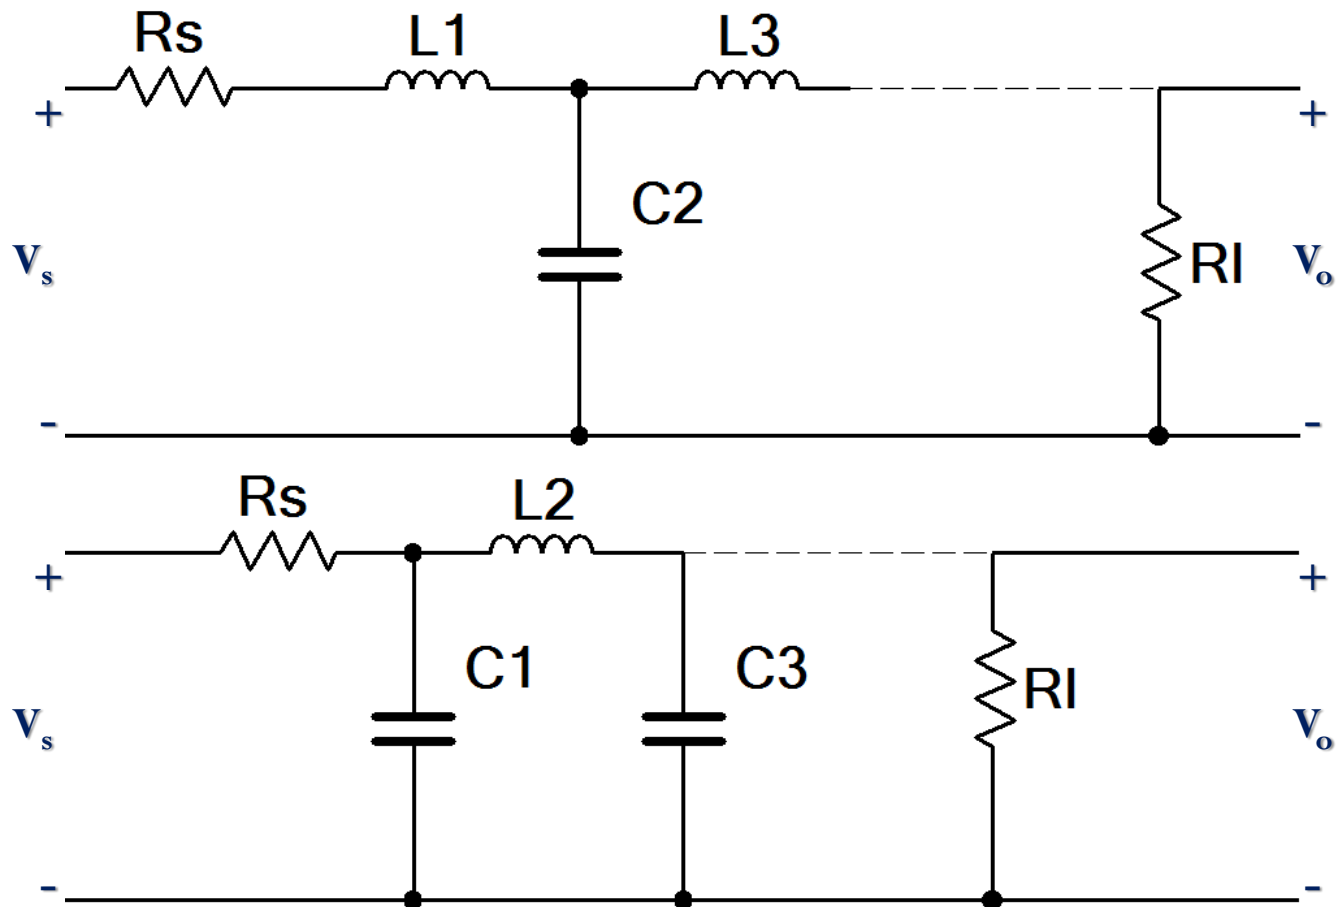 Rs L1 L3
+ +
C2
Vs Rl Vo
- -
Rs L2
+ +
C1 C3 Rl
Vs Vo
- -